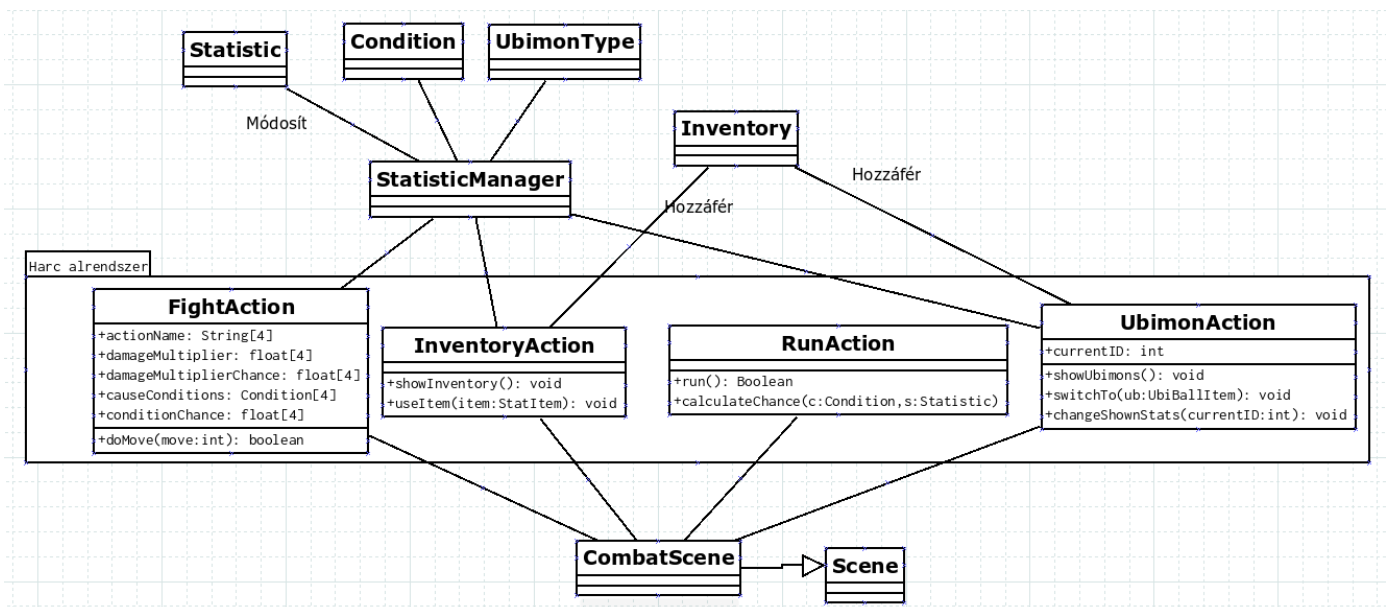 Statistic
Condition
UbimonType
Módosít
Inventory
StatisticManager
Hozzáfér
Hozzáfér
Harc alrendszer
FightAction
+actionName: String[4]
+damageMultiplier: float[4]
+damageMultiplierChance: float[4]
+causeConditions: Condition[4]
+conditionChance: float[4]
+doMove(move:int): boolean
InventoryAction
+showInventory(): void
+useItem(item:StatItem): void
RunAction
+run(): Boolean
+calculateChance(c:Condition,s:Statistic)
UbimonAction
+currentID: int
+showUbimons(): void
+switchTo(ub:UbiBallItem): void
+changeShownStats(currentID:int): void
CombatScene
Scene